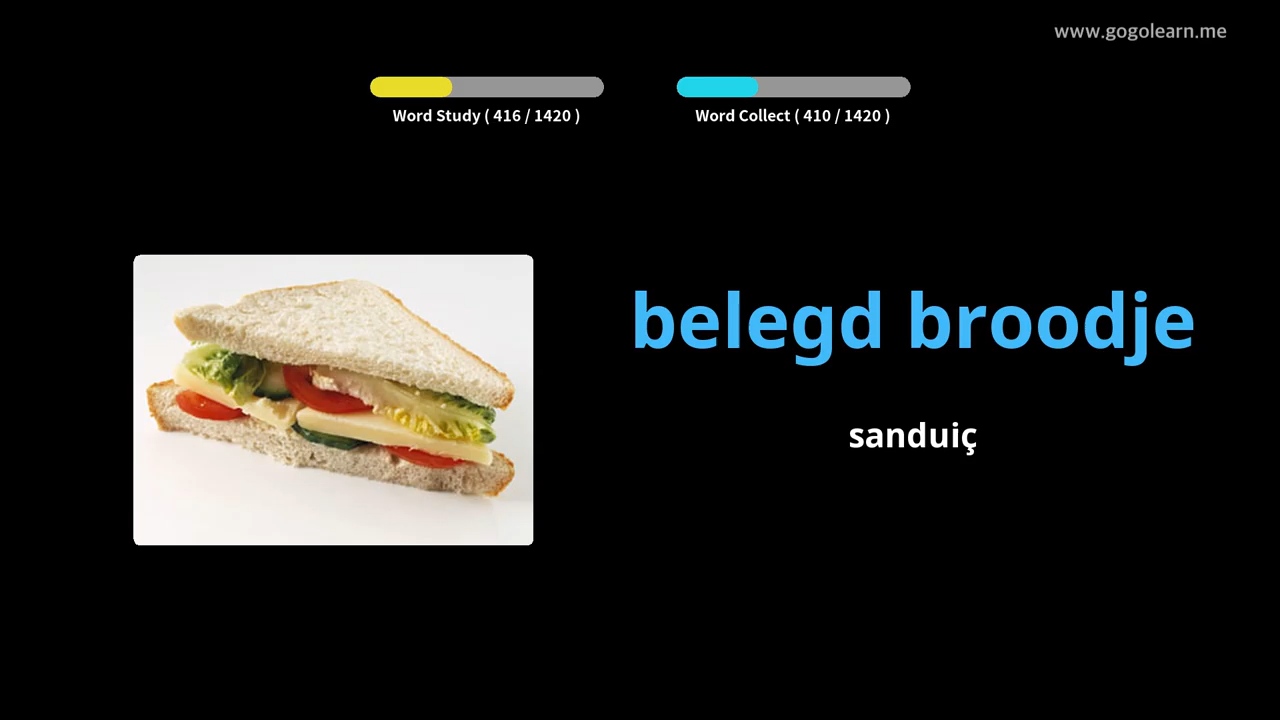 www.gogolearn.me
Word Study ( 416 / 1420 )
Word Collect ( 410 / 1420 )
belegd broodje
sanduiç